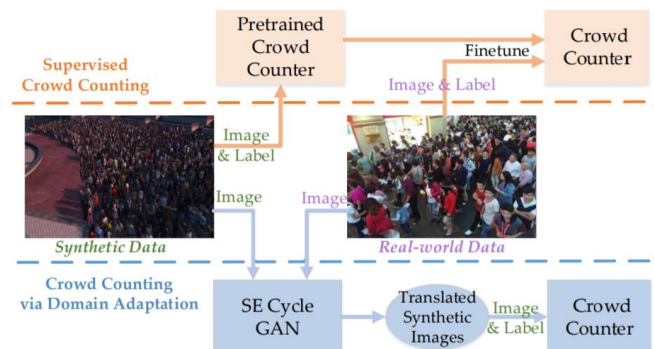 Pretrained
Crowd
Counter
Crowd
Counter
Finetune
Supervised
Crowd Counting
Image & Label
Image
& Label
Image
Image
Synthetic Data
Real-world Data
Crowd Counting
via Domain Adaptation
SE Cycle
GAN
Translated
Synthetic
Images
Image
& Label
Crowd
Counter